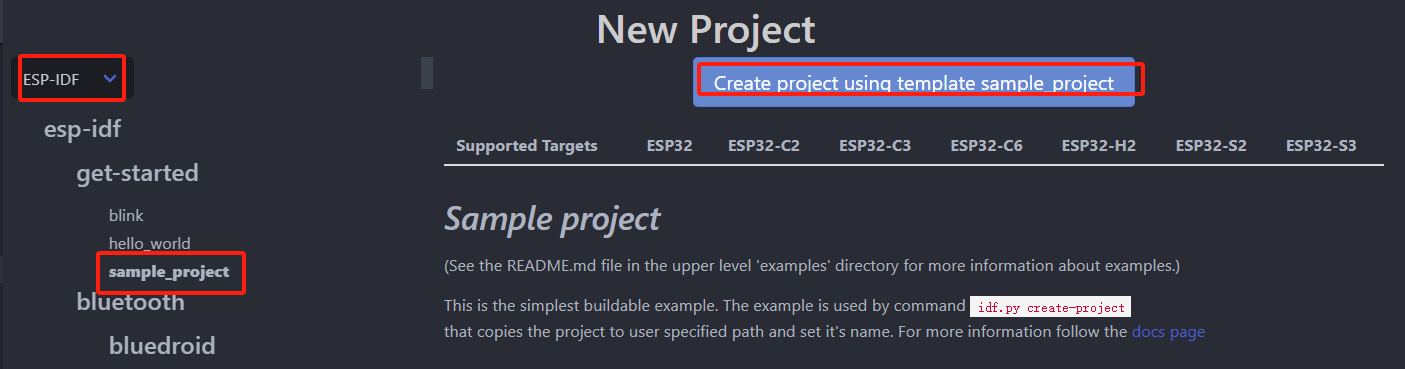 New Project
ESP-IDF
Create project using template sample_project
esp-idf
get-started
blink
hello_world
sample_project
bluetooth
bluedroid
Supported Targets ESP32 ESP32-C2 ESP32-C3 ESP32-C6 ESP32-H2 ESP32-S2 ESP32-S3
Sample project
(See the README.md file in the upper level 'examples' directory for more information about examples.)
This is the simplest buildable example. The example is used by command idf.py create-project
that copies the project to user specified path and set it's name. For more information follow the docs page